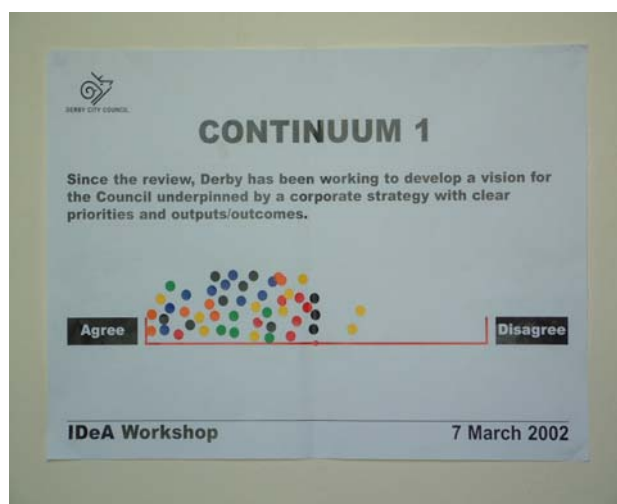 DERBY CITY COUNCIL
CONTINUUM 1
Since the review, Derby has been working to develop a vision for
the Council underpinned by a corporate strategy with clear
priorities and outputs/outcomes.
Agree
Disagree
IDeA Workshop
7 March 2002